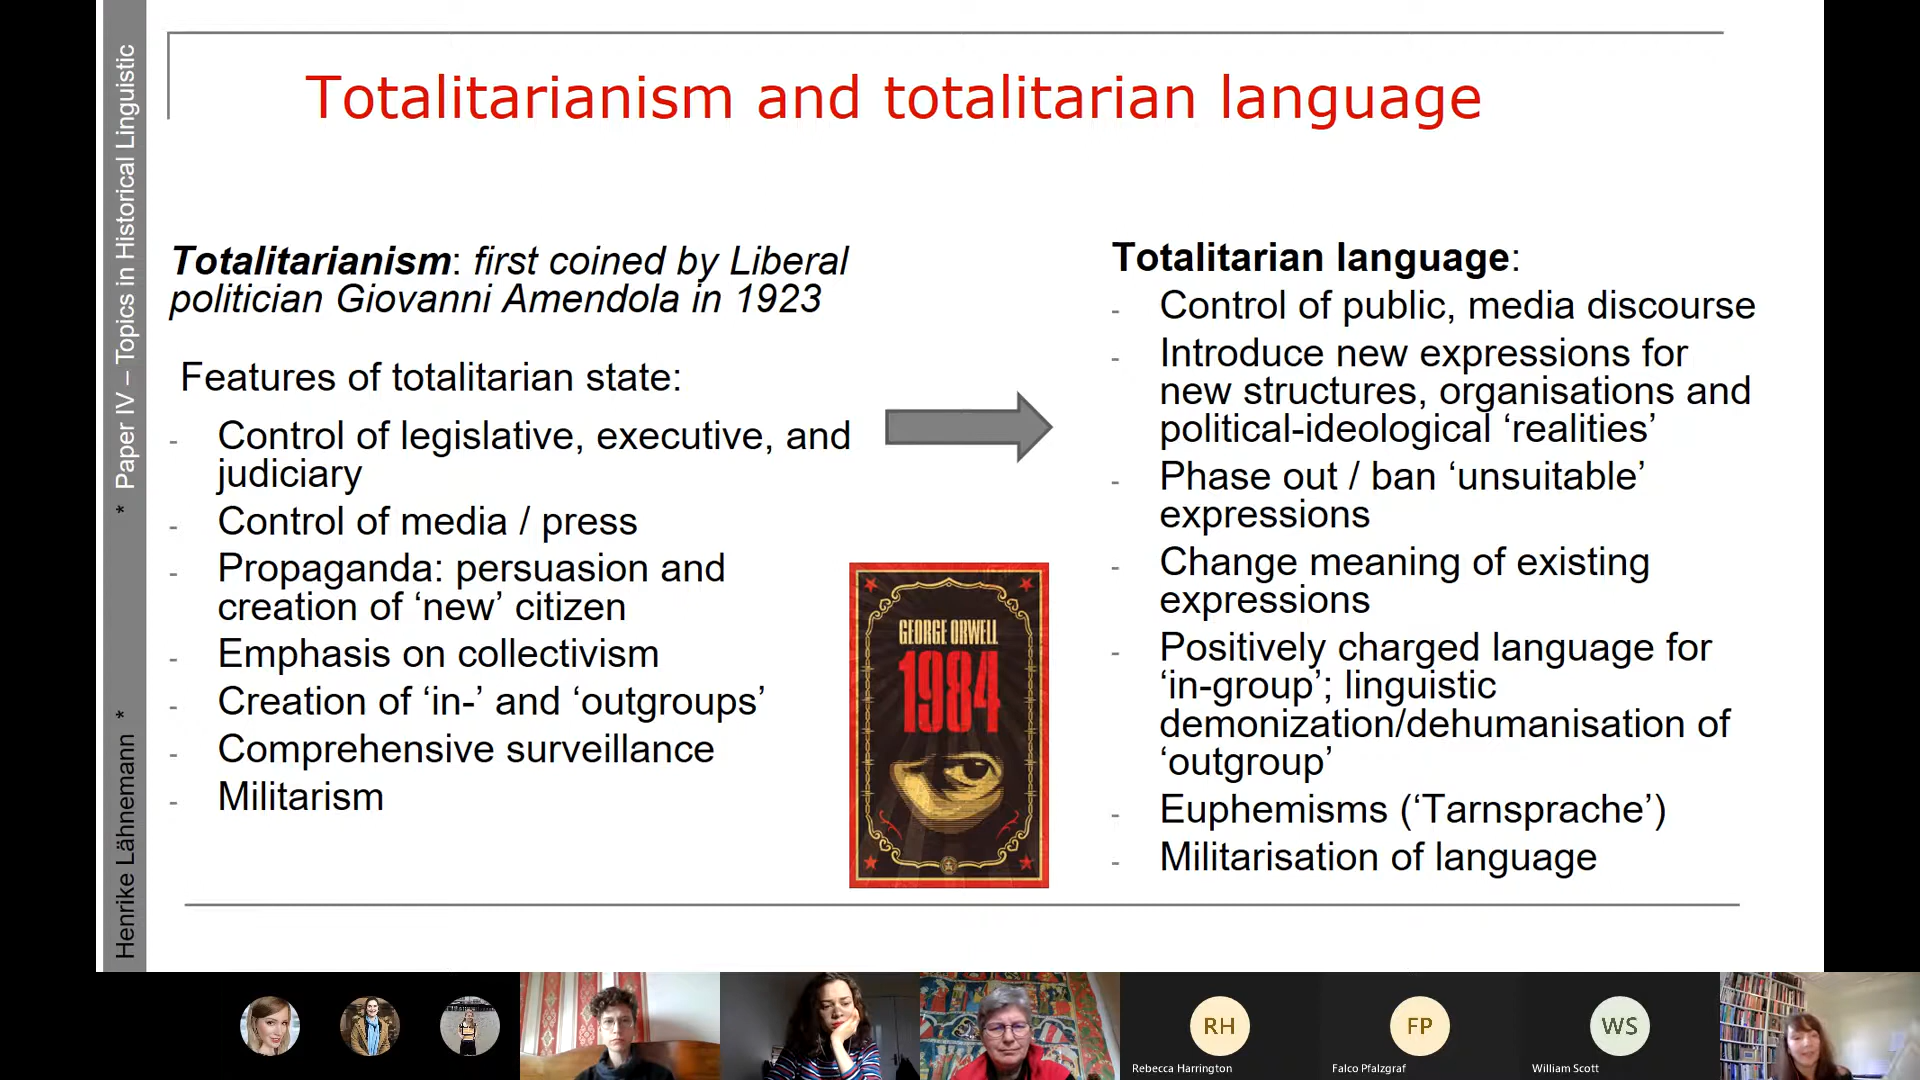 Totalitarianism and totalitarian language
Henrike Lähnemann * * Paper IV – Topics in Historical Linguistic
Totalitarianism: first coined by Liberal
politician Giovanni Amendola in 1923
Features of totalitarian state:
- Control of legislative, executive, and
judiciary
- Control of media / press
- Propaganda: persuasion and
creation of ‘new’ citizen
- Emphasis on collectivism
- Creation of ‘in-’ and ‘outgroups’
- Comprehensive surveillance
- Militarism
GEORGE ORWELL
1984
Totalitarian language:
- Control of public, media discourse
- Introduce new expressions for
new structures, organisations and
political-ideological ‘realities’
- Phase out / ban ‘unsuitable’
expressions
- Change meaning of existing
expressions
- Positively charged language for
‘in-group’; linguistic
demonization/dehumanisation of
‘outgroup’
- Euphemisms (‘Tarnsprache’)
- Militarisation of language
RH
Rebecca Harrington
FP
Falco Pfalzgraf
WS
William Scott